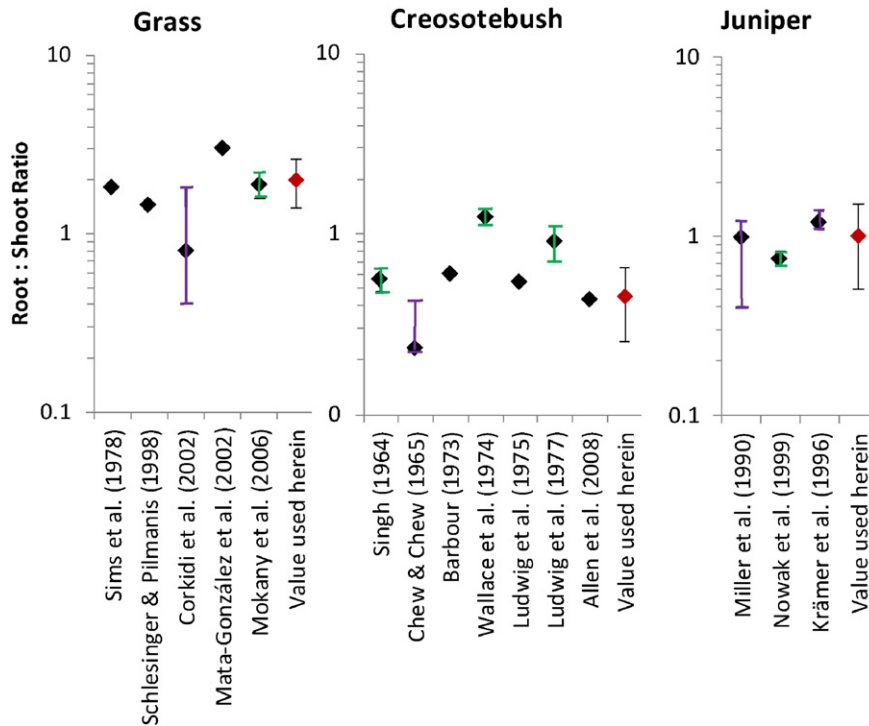 Grass
Creosotebush
Juniper
Root : Shoot Ratio
10
1
0.1
Sims et al. (1978)
Schlesinger & Pilmanis (1998)
Corkidi et al. (2002)
Mata-González et al. (2002)
Mokany et al. (2006)
Value used herein
10
1
0
Singh (1964)
Chew & Chew (1965)
Barbour (1973)
Wallace et al. (1974)
Ludwig et al. (1975)
Ludwig et al. (1977)
Allen et al. (2008)
Value used herein
10
1
0.1
Miller et al. (1990)
Nowak et al. (1999)
Krämer et al. (1996)
Value used herein